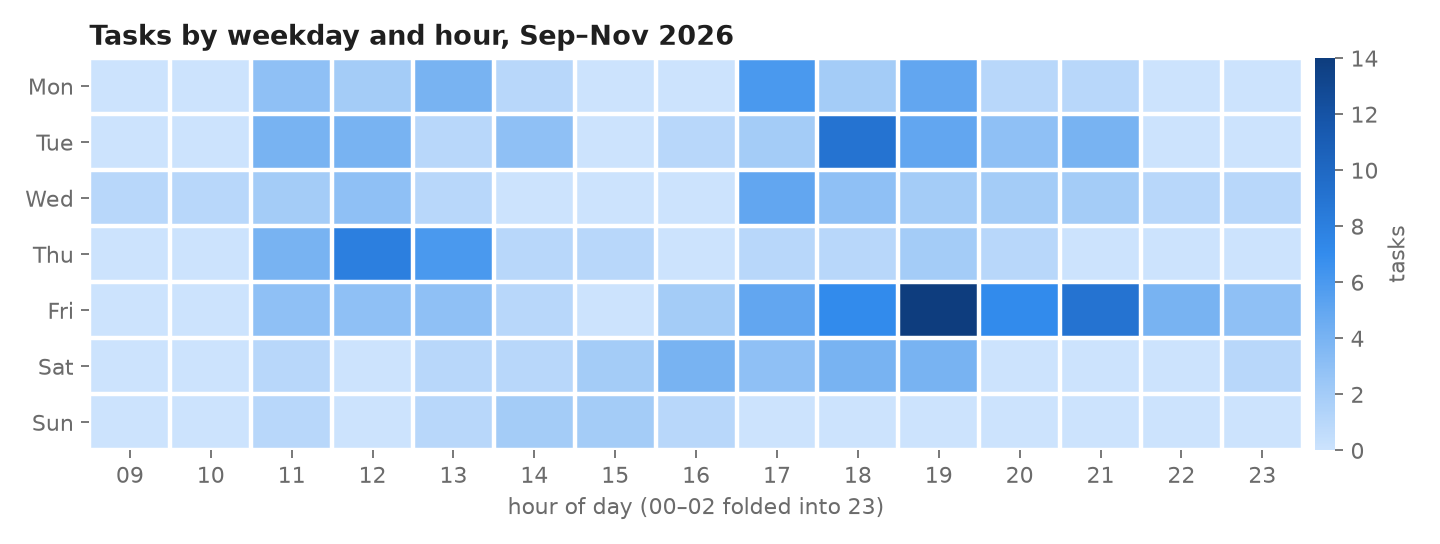 Tasks by weekday and hour, Sep–Nov 2026
Mon
Tue
Wed
Thu
Fri
Sat
Sun
09 10 11 12 13 14 15 16 17 18 19 20 21 22 23
hour of day (00–02 folded into 23)
14
12
10
8
6
4
2
0
tasks